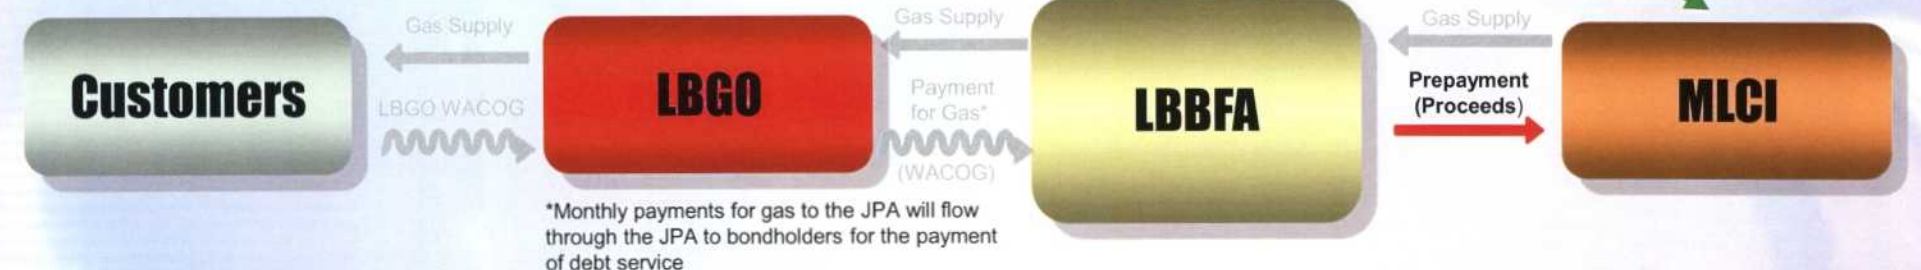 Gas Supply
Gas Supply
Gas Supply
Customers
LBGO
LBBFA
MLCI
LBGO WACOG
Payment
for Gas*
(WACOG)
Prepayment
(Proceeds)
*Monthly payments for gas to the JPA will flow
through the JPA to bondholders for the payment
of debt service